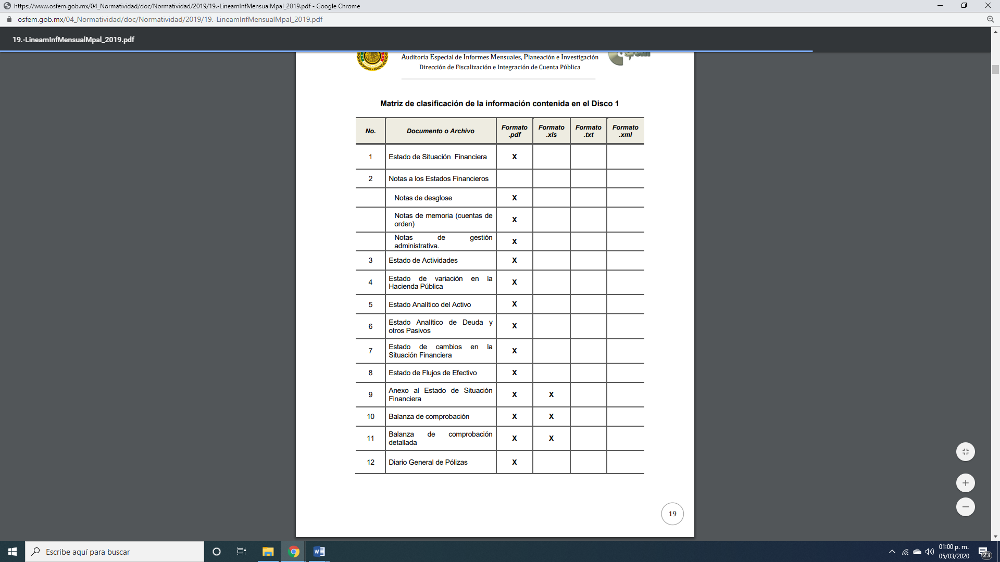 https://www.osfem.gob.mx/04_Normatividad/doc/Normatividad/2019/19.-LineamInfMensualMpal_2019.pdf - Google Chrome
osfem.gob.mx/04_Normatividad/doc/Normatividad/2019/19.-LineamInfMensualMpal_2019.pdf
19.-LineamInfMensualMpal_2019.pdf
Auditoría Especial de Informes Mensuales, Planeación e Investigación
Dirección de Fiscalización e Integración de Cuenta Pública
Matriz de clasificación de la información contenida en el Disco 1
No. Documento o Archivo Formato .pdf Formato .xls Formato .txt Formato .xml
1 Estado de Situación Financiera X
2 Notas a los Estados Financieros
Notas de desglose X
Notas de memoria (cuentas de
orden) X
Notas de gestión
administrativa. X
3 Estado de Actividades X
4 Estado de variación en la
Hacienda Pública X
5 Estado Analítico del Activo X
6 Estado Analítico de Deuda y
otros Pasivos X
7 Estado de cambios en la
Situación Financiera X
8 Estado de Flujos de Efectivo X
9 Anexo al Estado de Situación
Financiera X X
10 Balanza de comprobación X X
11 Balanza de comprobación
detallada X X
12 Diario General de Pólizas X
19
Escribe aquí para buscar
01:00 p. m.
05/03/2020
23